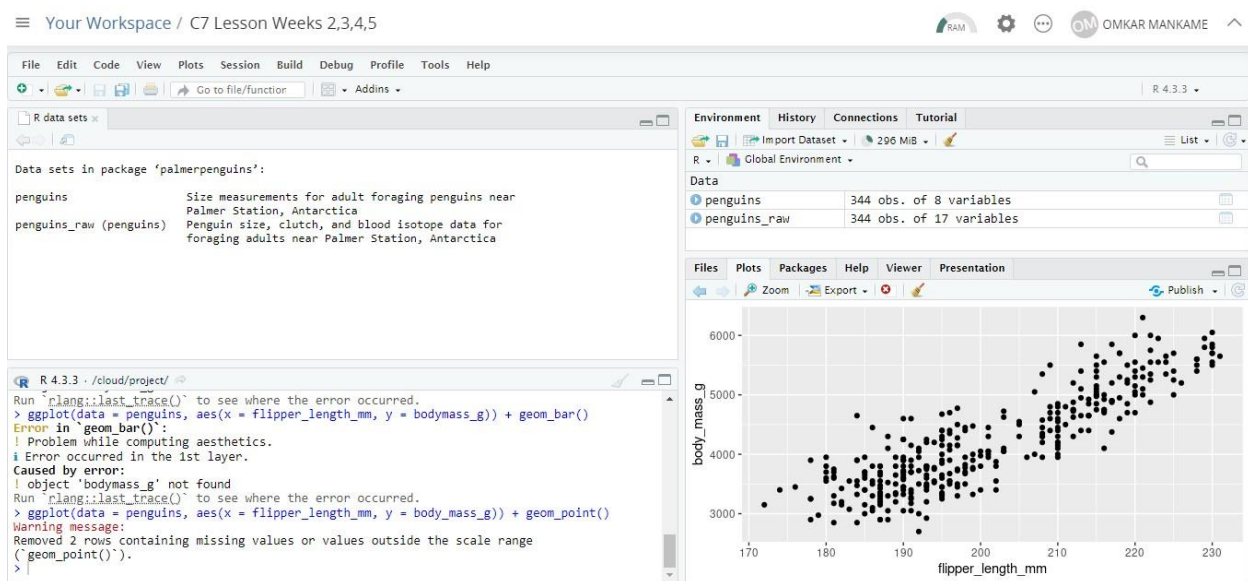 Your Workspace / C7 Lesson Weeks 2,3,4,5
RAM
OM OMKAR MANKAME
File Edit Code View Plots Session Build Debug Profile Tools Help
Go to file/function Addins
R 4.3.3
R data sets
Data sets in package ‘palmerpenguins’:
penguins Size measurements for adult foraging penguins near
Palmer Station, Antarctica
penguins_raw (penguins) Penguin size, clutch, and blood isotope data for
foraging adults near Palmer Station, Antarctica
R 4.3.3 · /cloud/project/
Run `rlang::last_trace()` to see where the error occurred.
> ggplot(data = penguins, aes(x = flipper_length_mm, y = bodymass_g)) + geom_bar()
Error in `geom_bar()`:
! Problem while computing aesthetics.
i Error occurred in the 1st layer.
Caused by error:
! object 'bodymass_g' not found
Run `rlang::last_trace()` to see where the error occurred.
> ggplot(data = penguins, aes(x = flipper_length_mm, y = body_mass_g)) + geom_point()
Warning message:
Removed 2 rows containing missing values or values outside the scale range
(`geom_point()`).
>
Environment History Connections Tutorial
Import Dataset 296 MiB List
R Global Environment
Data
penguins 344 obs. of 8 variables
penguins_raw 344 obs. of 17 variables
Files Plots Packages Help Viewer Presentation
Zoom Export Publish
6000
5000
4000
3000
body_mass_g
170 180 190 200 210 220 230
flipper_length_mm